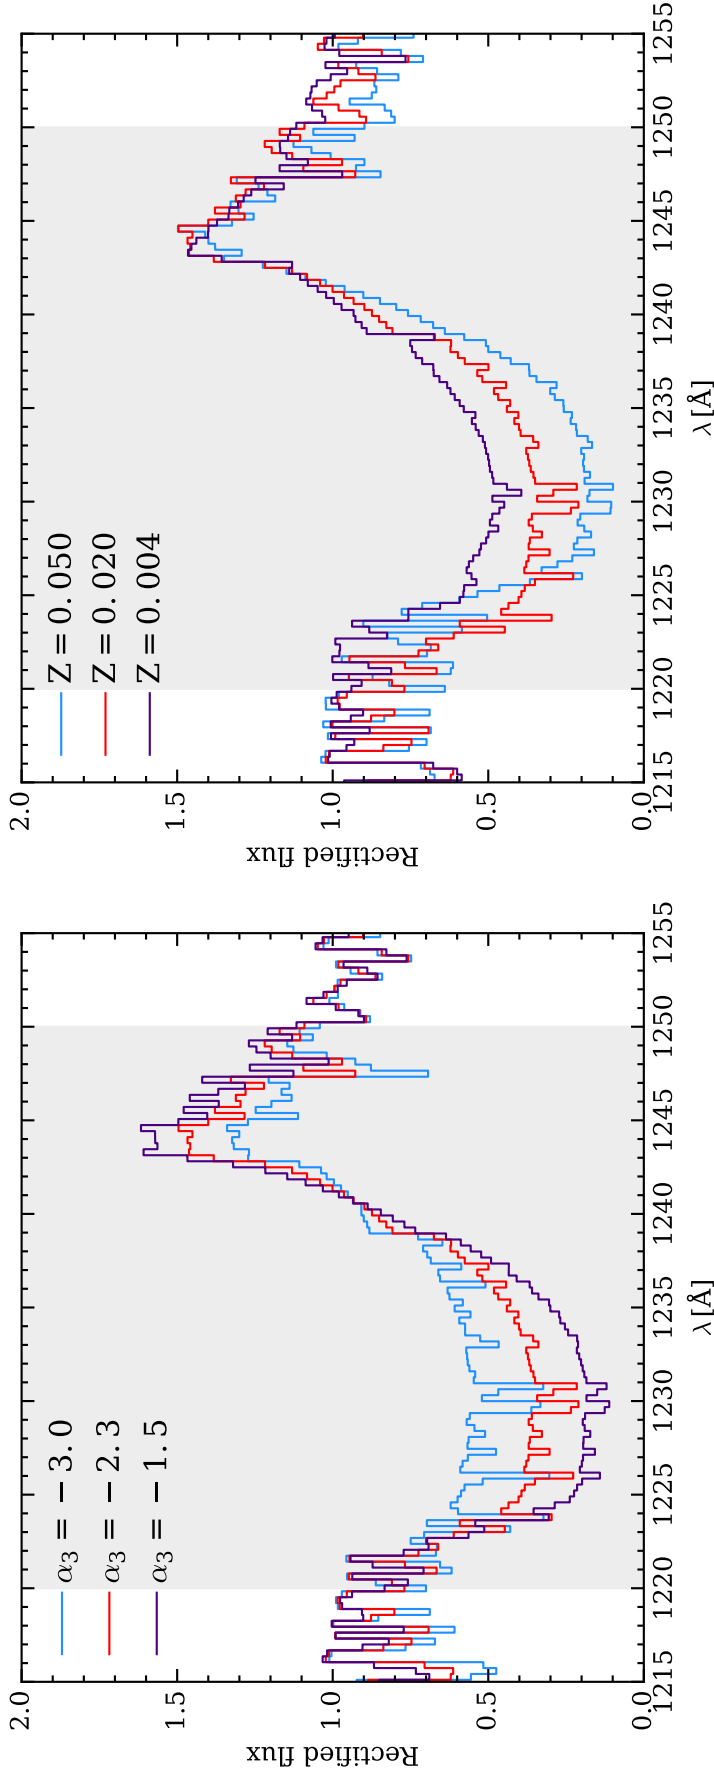 α₃ = −3.0
α₃ = −2.3
α₃ = −1.5
2.0
1.5
1.0
0.5
0.0
Rectified flux
1215 1220 1225 1230 1235 1240 1245 1250 1255
λ [Å]
Z = 0.050
Z = 0.020
Z = 0.004
2.0
1.5
1.0
0.5
0.0
Rectified flux
1215 1220 1225 1230 1235 1240 1245 1250 1255
λ [Å]